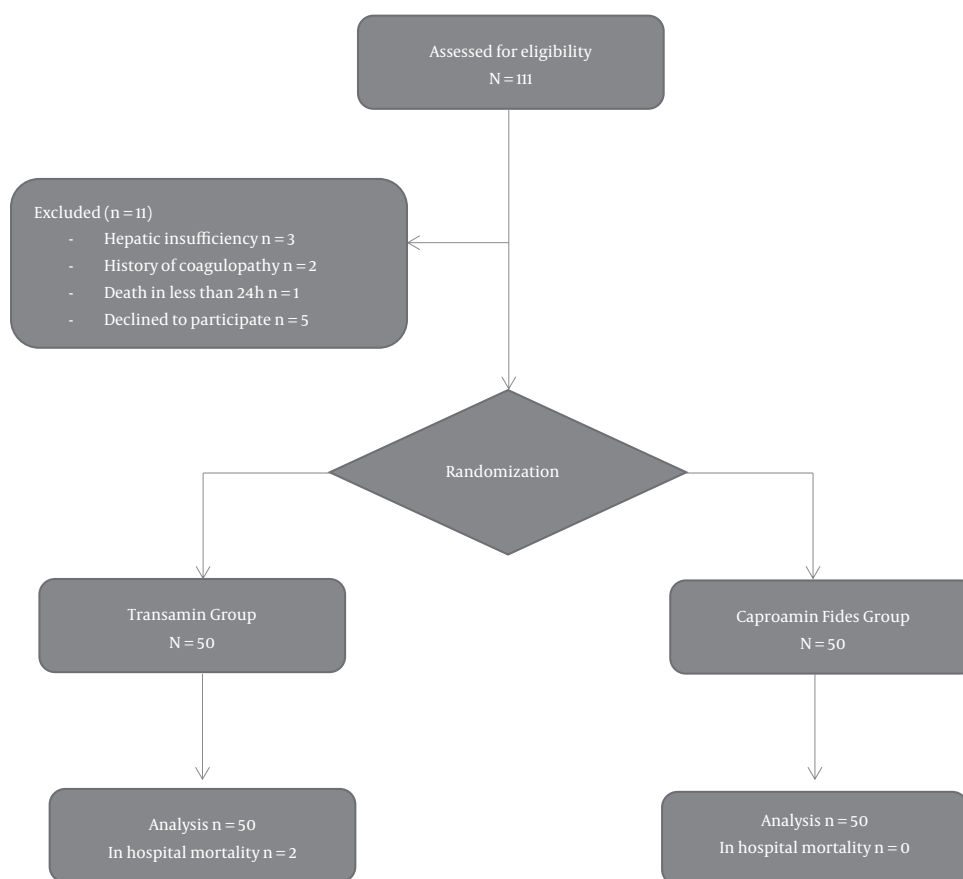 Assessed for eligibility
N = 111
Excluded (n = 11)
- Hepatic insufficiency n = 3
- History of coagulopathy n = 2
- Death in less than 24h n = 1
- Declined to participate n = 5
Randomization
Transamin Group
N = 50
Caproamin Fides Group
N = 50
Analysis n = 50
In hospital mortality n = 2
Analysis n = 50
In hospital mortality n = 0